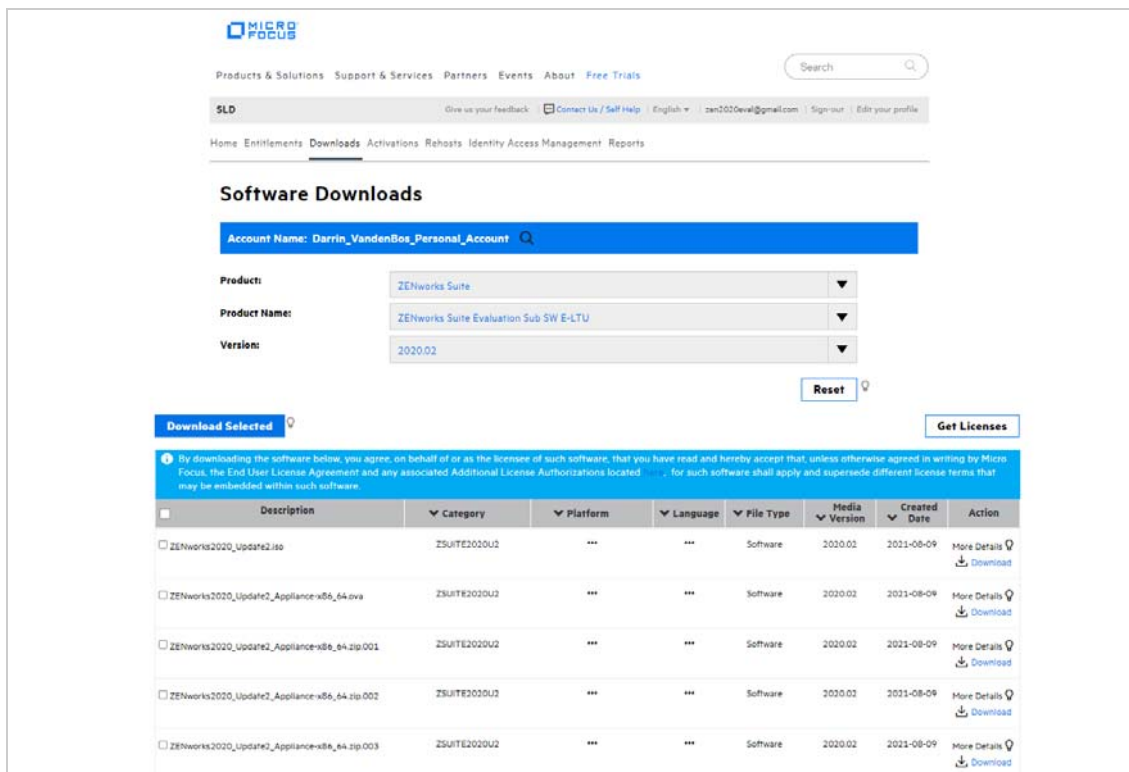 MICRO
FOCUS
Search
Products & Solutions Support & Services Partners Events About Free Trials
SLD Give us your feedback Contact Us / Self Help English zen2020eval@gmail.com Sign-out Edit your profile
Home Entitlements Downloads Activations Rehosts Identity Access Management Reports
Software Downloads
Account Name: Darrin_VandenBos_Personal_Account
Product: ZENworks Suite
Product Name: ZENworks Suite Evaluation Sub SW E-LTU
Version: 2020.02
Reset
Download Selected Get Licenses
By downloading the software below, you agree, on behalf of or as the licensee of such software, that you have read and hereby accept that, unless otherwise agreed in writing by Micro
Focus, the End User License Agreement and any associated Additional License Authorizations located here, for such software shall apply and supersede different license terms that
may be embedded within such software.
Description Category Platform Language File Type Media Version Created Date Action
ZENworks2020_Update2.iso ZSUITE2020U2 *** *** Software 2020.02 2021-08-09 More Details
Download
ZENworks2020_Update2_Appliance-x86_64.ova ZSUITE2020U2 *** *** Software 2020.02 2021-08-09 More Details
Download
ZENworks2020_Update2_Appliance-x86_64.zip.001 ZSUITE2020U2 *** *** Software 2020.02 2021-08-09 More Details
Download
ZENworks2020_Update2_Appliance-x86_64.zip.002 ZSUITE2020U2 *** *** Software 2020.02 2021-08-09 More Details
Download
ZENworks2020_Update2_Appliance-x86_64.zip.003 ZSUITE2020U2 *** *** Software 2020.02 2021-08-09 More Details
Download